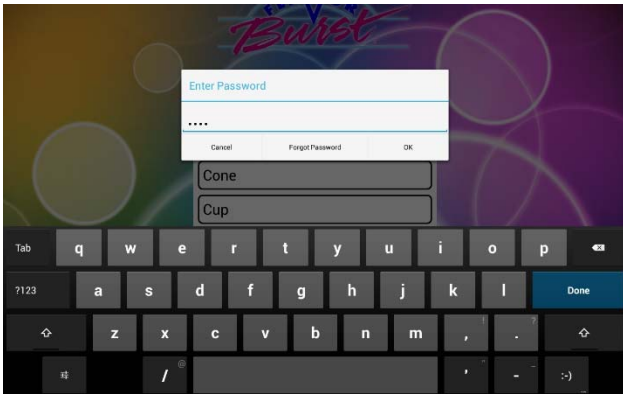 Burst
Enter Password
....
Cancel Forgot Password OK
Cone
Cup
Tab q w e r t y u i o p
?123 a s d f g h j k l Done
z x c v b n m , ! . ?
/ @ ' " - _ :-)